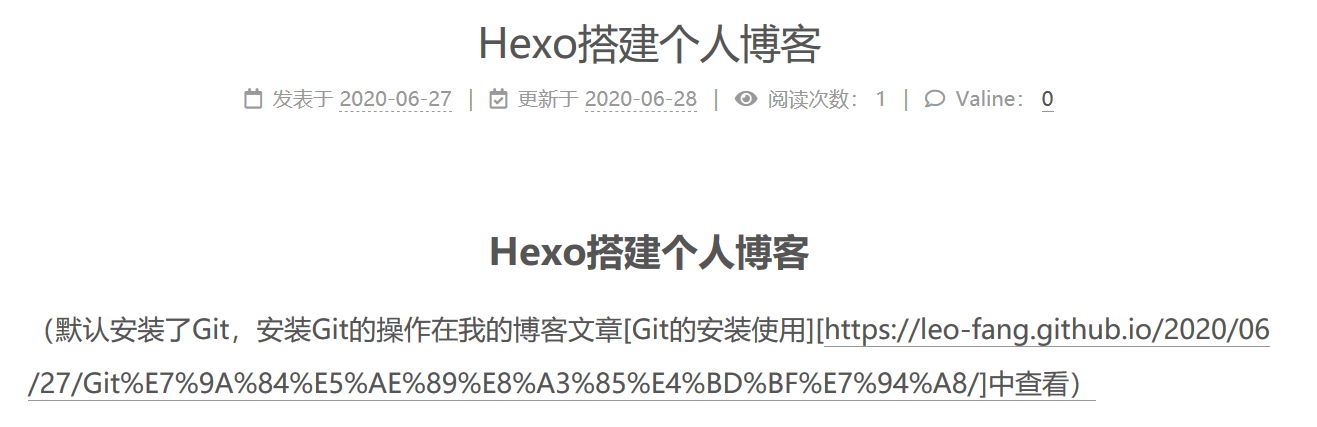 Hexo搭建个人博客
发表于 2020-06-27 | 更新于 2020-06-28 | 阅读次数： 1 | Valine： 0
Hexo搭建个人博客
（默认安装了Git，安装Git的操作在我的博客文章[Git的安装使用][https://leo-fang.github.io/2020/06
/27/Git%E7%9A%84%E5%AE%89%E8%A3%85%E4%BD%BF%E7%94%A8/]中查看）